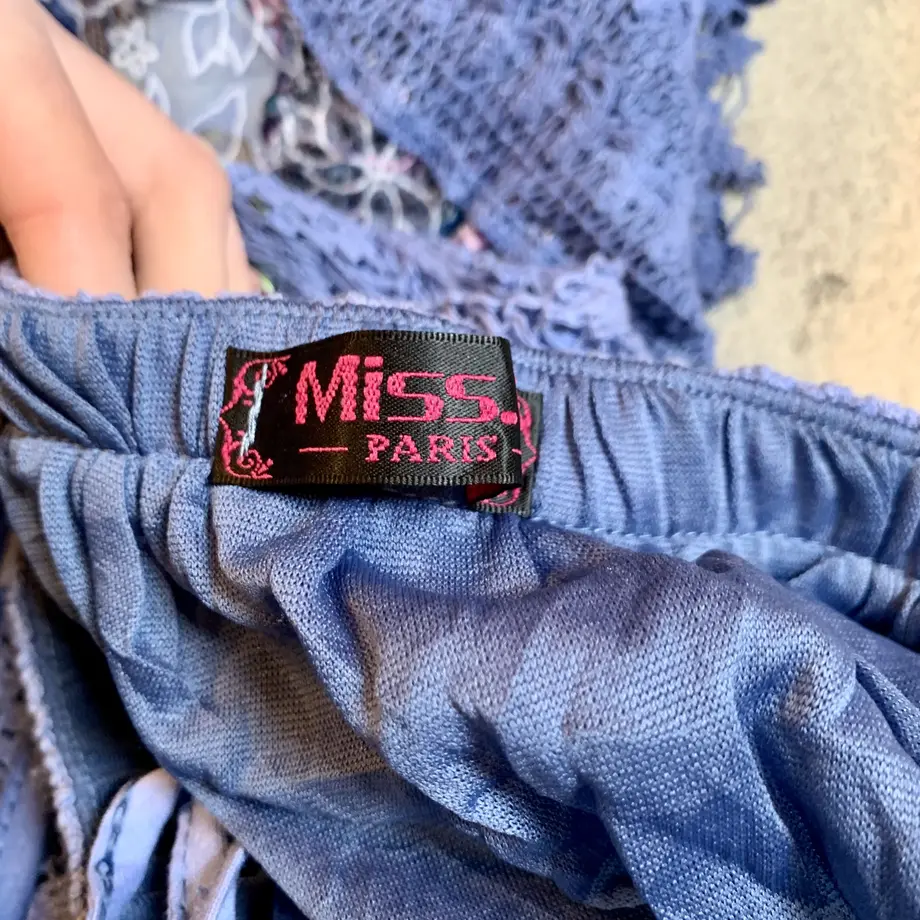 Miss.
— PARIS —